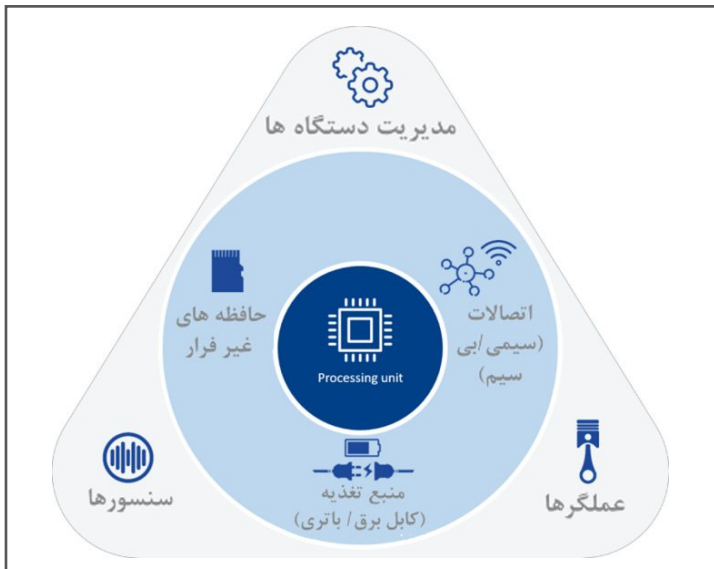 مدیریت دستگاه ها
اتصالات
(سیمی/بی
سیم)
حافظه های
غیر فرار
Processing unit
منبع تغذیه
(کابل برق/ باتری)
عملگرها
سنسورها